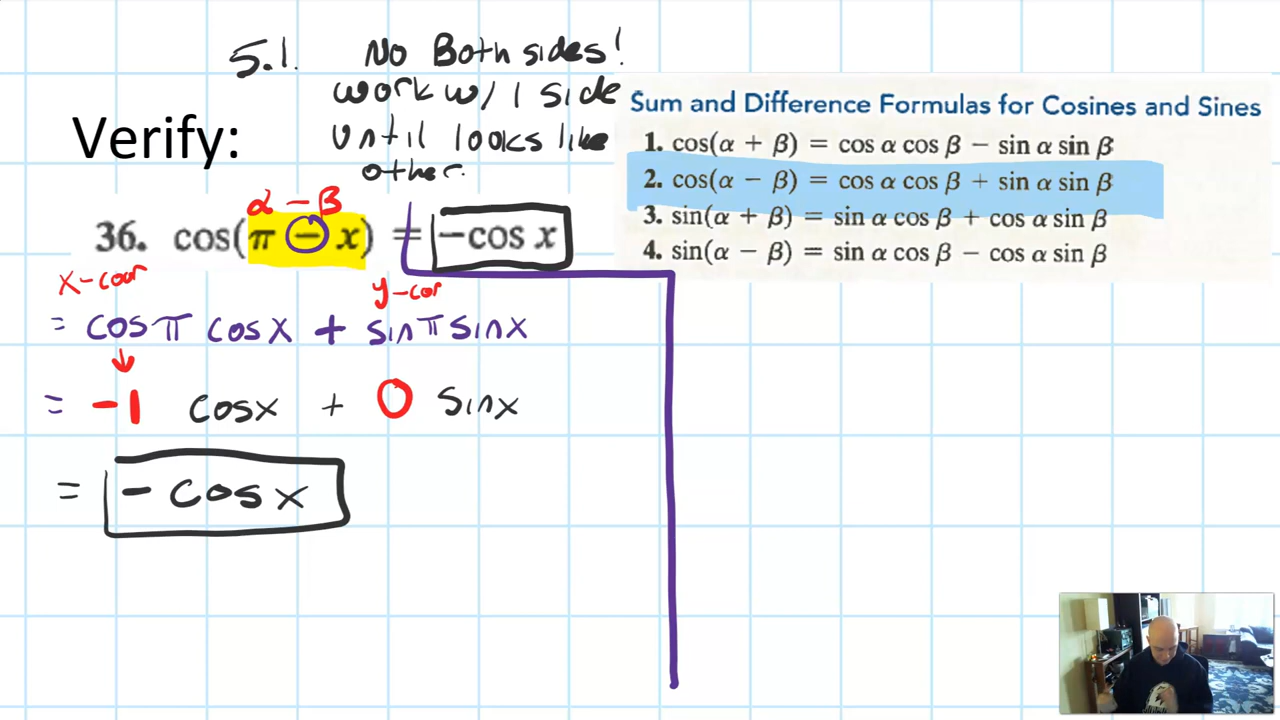 5.1. No Both sides!
work w/ 1 side
until looks like
other.
Verify:
Sum and Difference Formulas for Cosines and Sines
1. cos(α + β) = cos α cos β − sin α sin β
2. cos(α − β) = cos α cos β + sin α sin β
3. sin(α + β) = sin α cos β + cos α sin β
4. sin(α − β) = sin α cos β − cos α sin β
α − β
36. cos(π − x) = −cos x
x-coor y-cor
= cos π cos x + sin π sin x
= -1 cos x + 0 sin x
= - cos x